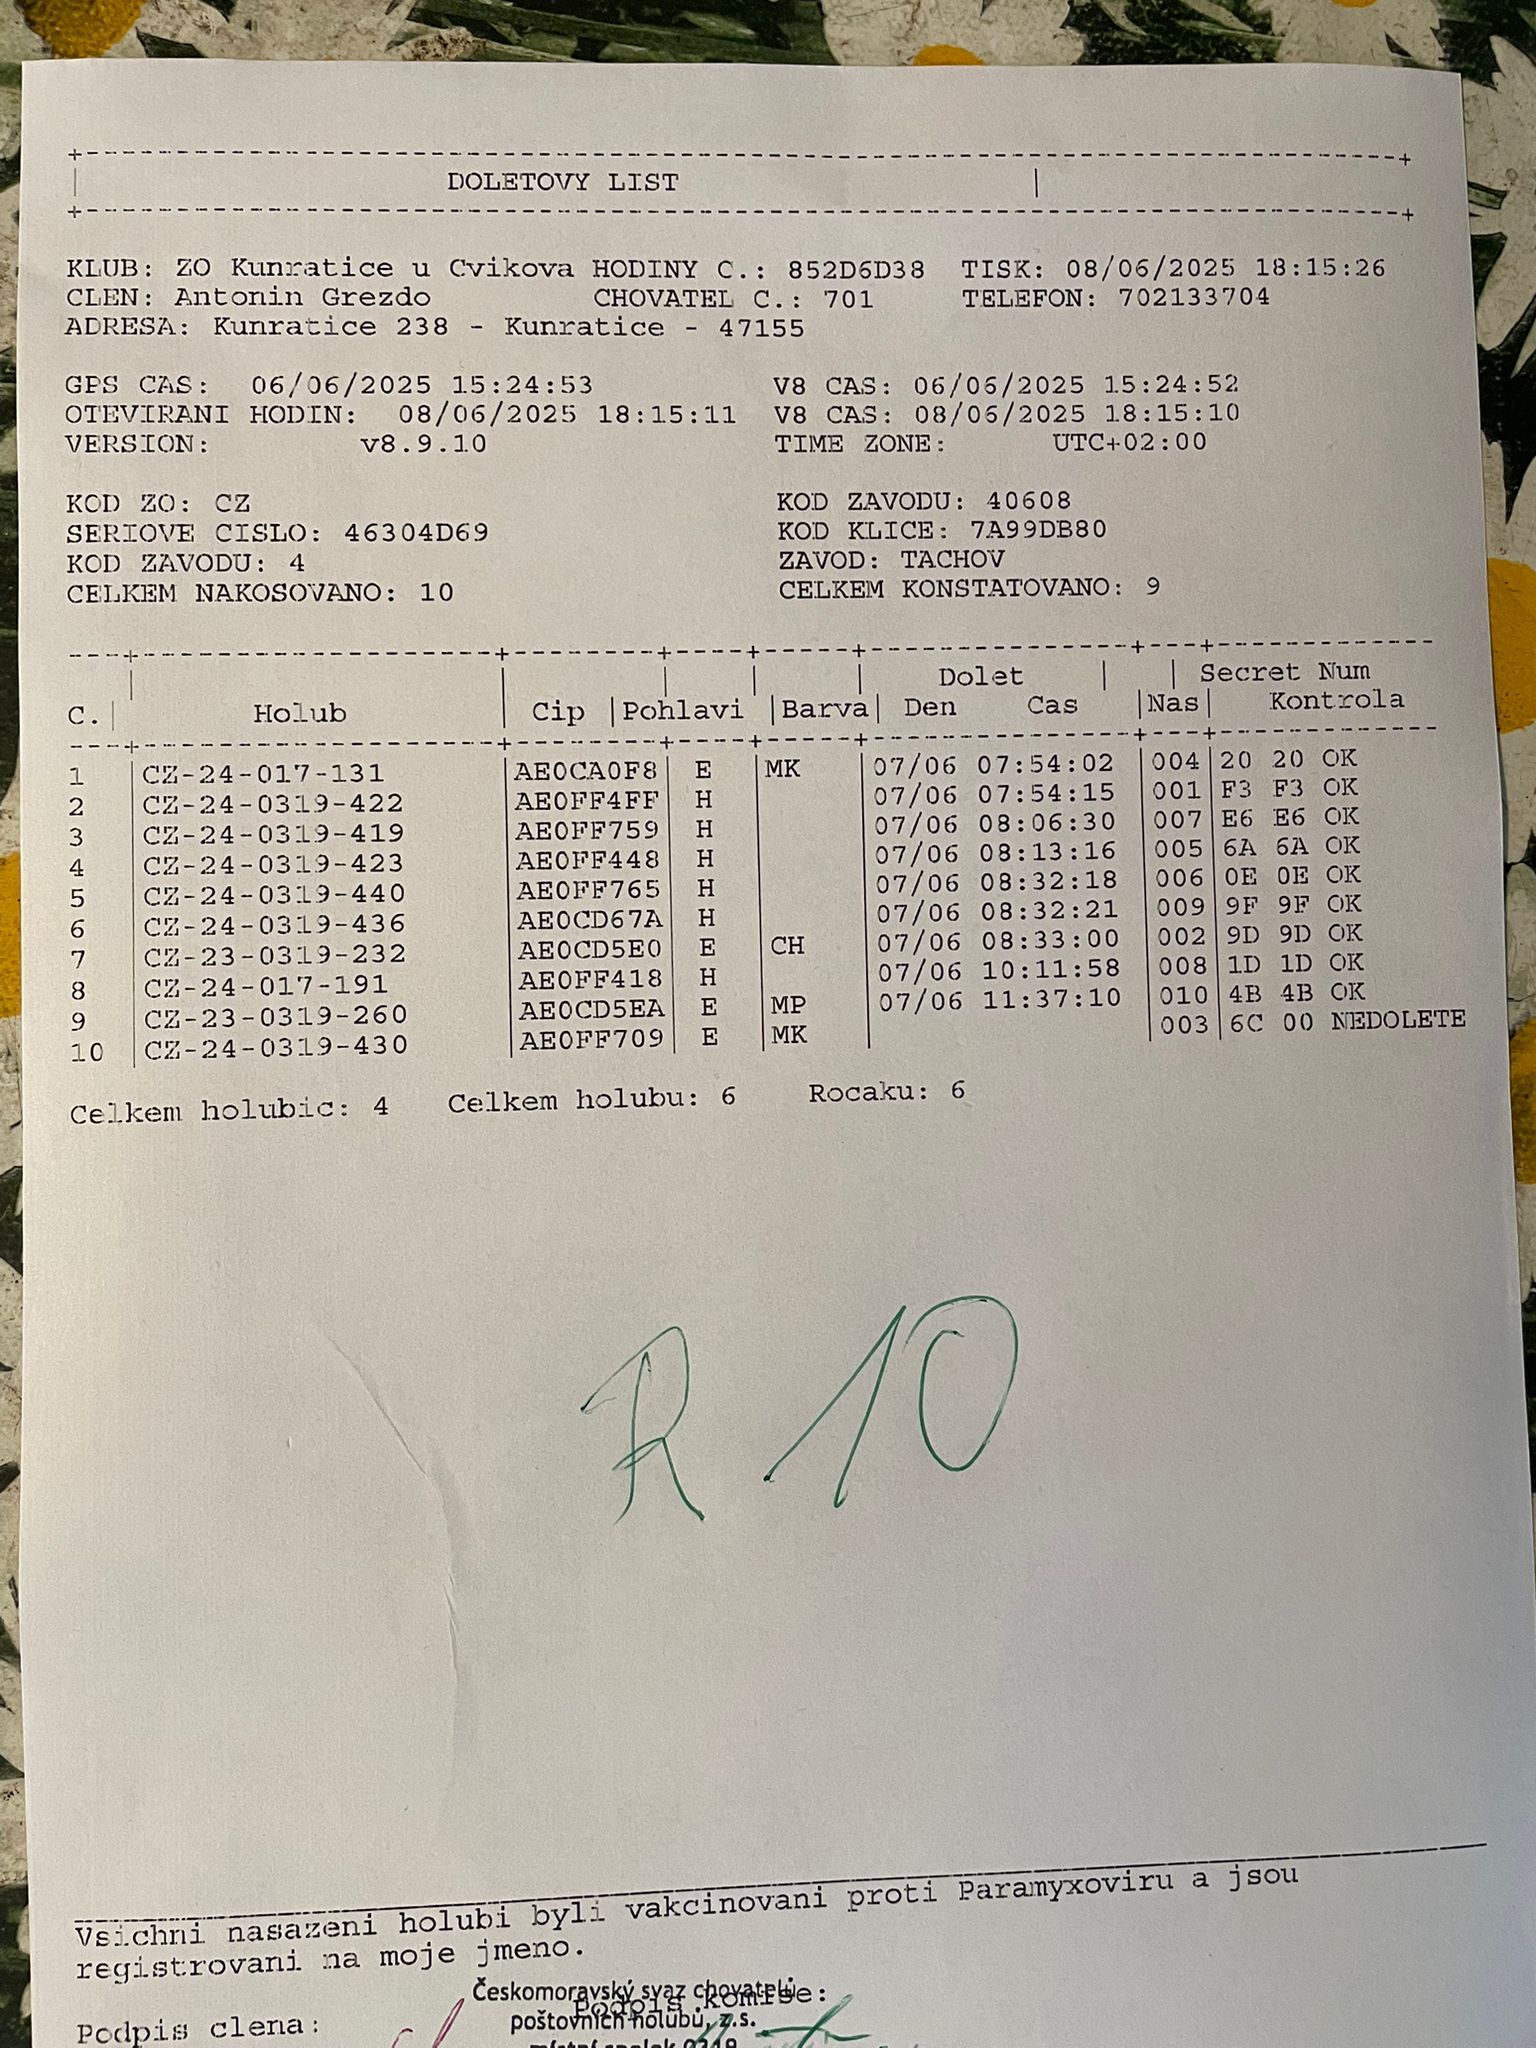 DOLETOVY LIST
KLUB: ZO Kunratice u Cvikova HODINY C.: 852D6D38 TISK: 08/06/2025 18:15:26
CLEN: Antonin Grezdo CHOVATEL C.: 701 TELEFON: 702133704
ADRESA: Kunratice 238 - Kunratice - 47155
GPS CAS: 06/06/2025 15:24:53 V8 CAS: 06/06/2025 15:24:52
OTEVIRANI HODIN: 08/06/2025 18:15:11 V8 CAS: 08/06/2025 18:15:10
VERSION: v8.9.10 TIME ZONE: UTC+02:00
KOD ZO: CZ KOD ZAVODU: 40608
SERIOVE CISLO: 46304D69 KOD KLICE: 7A99DB80
KOD ZAVODU: 4 ZAVOD: TACHOV
CELKEM NAKOSOVANO: 10 CELKEM KONSTATOVANO: 9
Dolet | | Secret Num
C.| Holub | Cip |Pohlavi |Barva| Den Cas |Nas| Kontrola
1 |CZ-24-017-131 |AE0CA0F8| E |MK |07/06 07:54:02 |004|20 20 OK
2 |CZ-24-0319-422 |AE0FF4FF| H | |07/06 07:54:15 |001|F3 F3 OK
3 |CZ-24-0319-419 |AE0FF759| H | |07/06 08:06:30 |007|E6 E6 OK
4 |CZ-24-0319-423 |AE0FF448| H | |07/06 08:13:16 |005|6A 6A OK
5 |CZ-24-0319-440 |AE0FF765| H | |07/06 08:32:18 |006|0E 0E OK
6 |CZ-24-0319-436 |AE0CD67A| H | |07/06 08:32:21 |009|9F 9F OK
7 |CZ-23-0319-232 |AE0CD5E0| E |CH |07/06 08:33:00 |002|9D 9D OK
8 |CZ-24-017-191 |AE0FF418| H | |07/06 10:11:58 |008|1D 1D OK
9 |CZ-23-0319-260 |AE0CD5EA| E |MP |07/06 11:37:10 |010|4B 4B OK
10 |CZ-24-0319-430 |AE0FF709| E |MK | |003|6C 00 NEDOLETE
Celkem holubic: 4 Celkem holubu: 6 Rocaku: 6
R 10
Vsichni nasazeni holubi byli vakcinovani proti Paramyxoviru a jsou
registrovani na moje jmeno.
Českomoravský svaz chovatelů
Podpis komise:
poštovních holubů, z.s.
Podpis clena:
místní spolek 0319